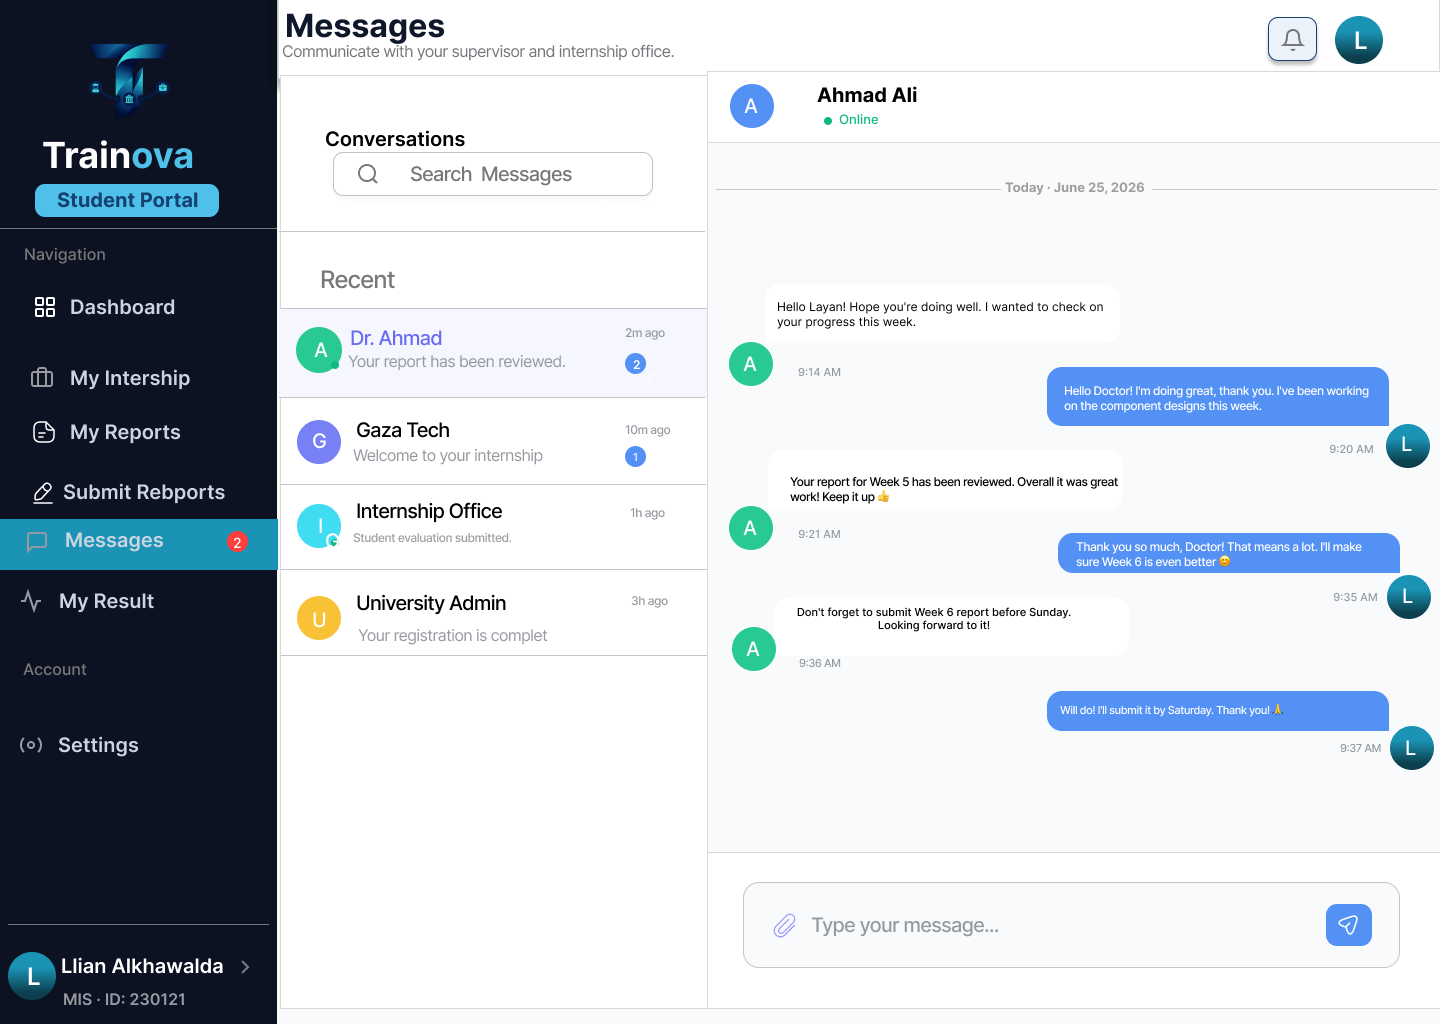 Trainova
Student Portal
Navigation
Dashboard
My Intership
My Reports
Submit Rebports
Messages
2
My Result
Account
Settings
L
Llian Alkhawalda
MIS · ID: 230121
Messages
Communicate with your supervisor and internship office.
L
Conversations
Search Messages
Recent
A
Dr. Ahmad
2m ago
Your report has been reviewed.
2
G
Gaza Tech
10m ago
Welcome to your internship
1
I
G
Internship Office
1h ago
Student evaluation submitted.
U
University Admin
3h ago
Your registration is complet
A
Ahmad Ali
Online
Today · June 25, 2026
Hello Layan! Hope you're doing well. I wanted to check on
your progress this week.
A
9:14 AM
Hello Doctor! I'm doing great, thank you. I've been working
on the component designs this week.
9:20 AM
L
Your report for Week 5 has been reviewed. Overall it was great
work! Keep it up 👍
A
9:21 AM
Thank you so much, Doctor! That means a lot. I'll make
sure Week 6 is even better 😊
9:35 AM
L
Don't forget to submit Week 6 report before Sunday.
Looking forward to it!
A
9:36 AM
Will do! I'll submit it by Saturday. Thank you! 🙏
9:37 AM
L
Type your message...